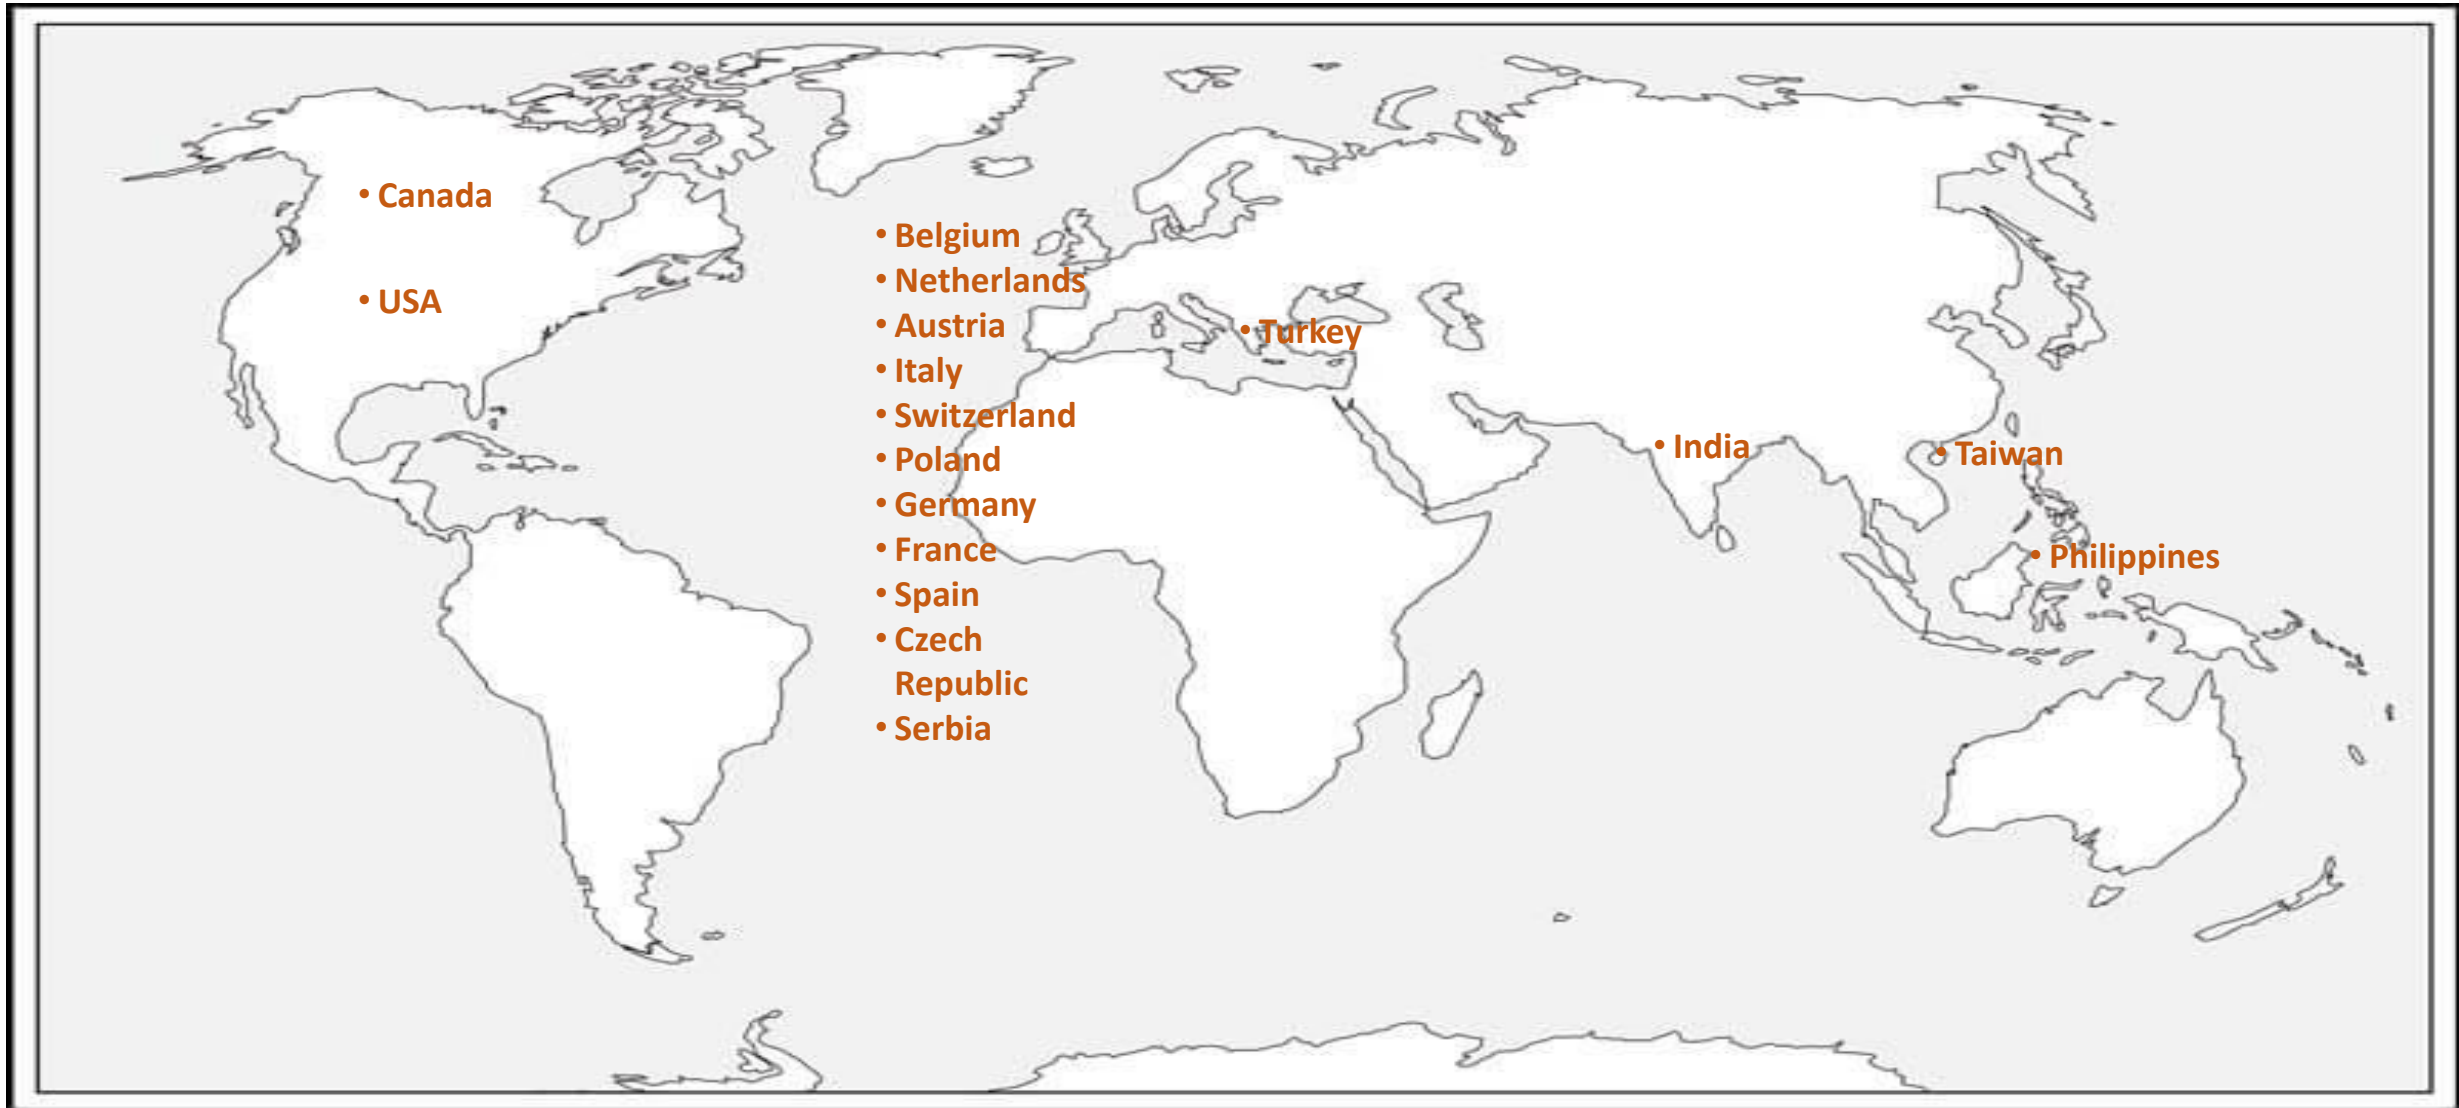 • Canada
• USA
• Belgium
• Netherlands
• Austria
• Italy
• Switzerland
• Poland
• Germany
• France
• Spain
• Czech
Republic
• Serbia
• Turkey
• India
• Taiwan
• Philippines